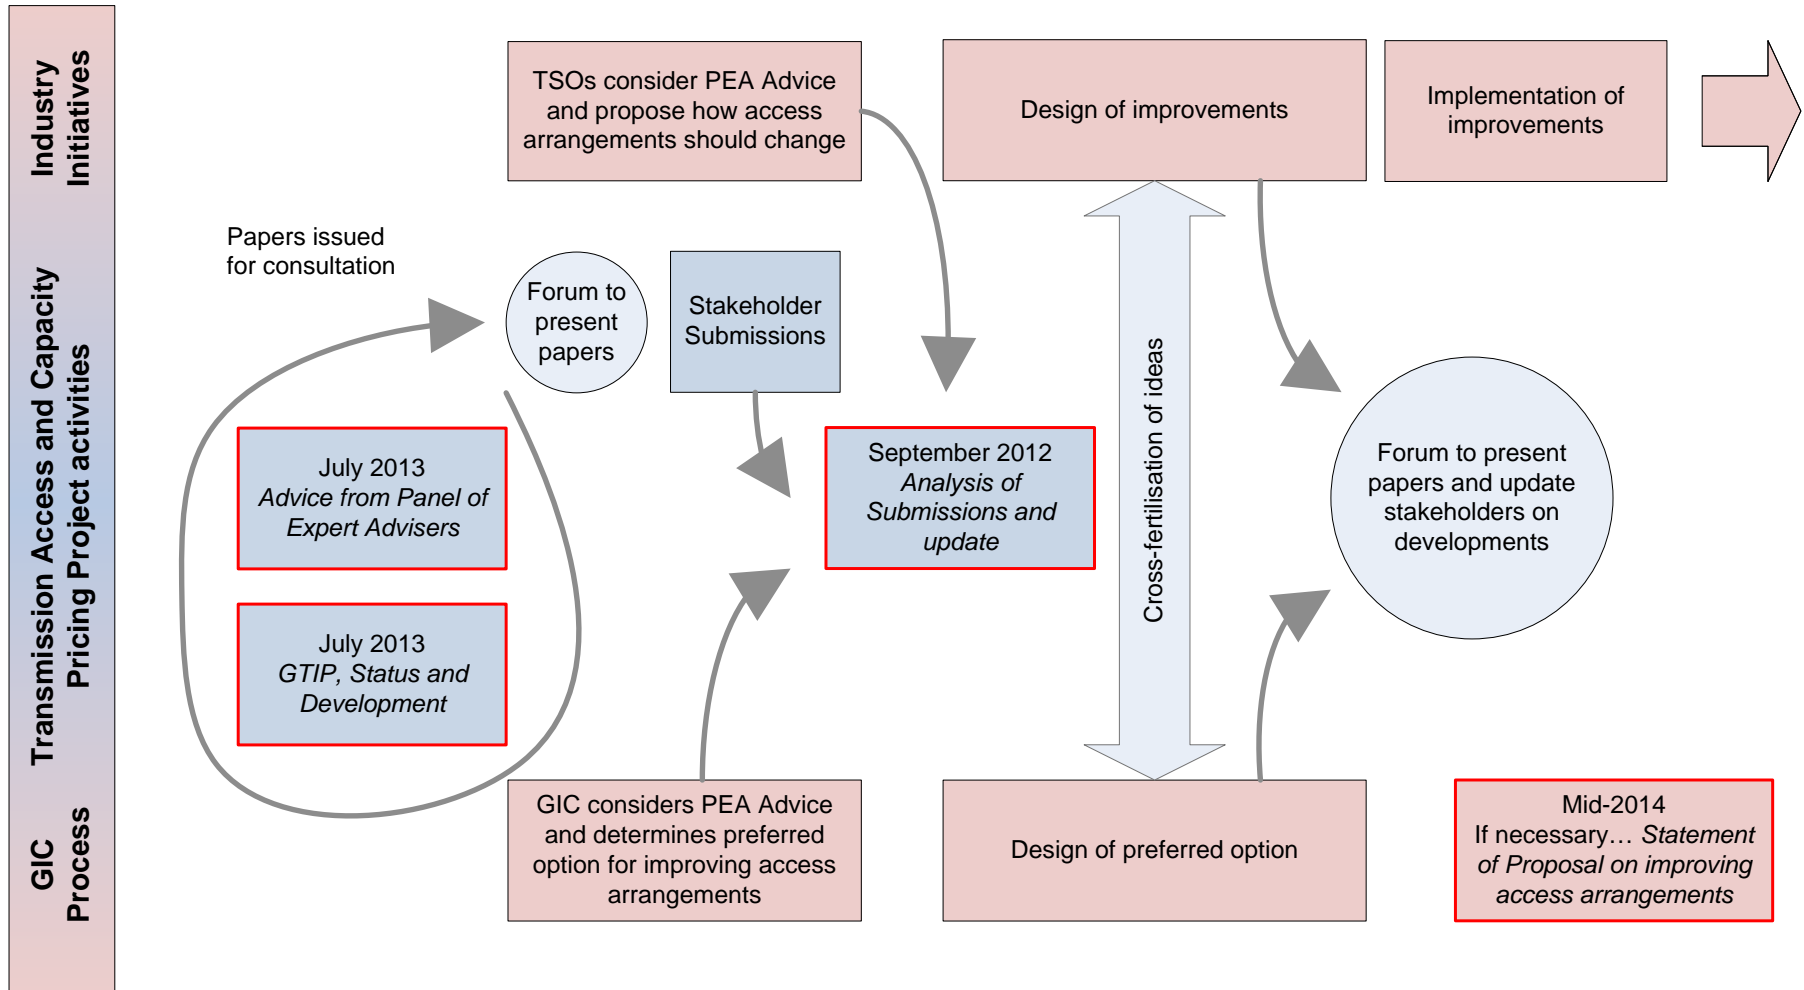 Industry
Initiatives
Transmission Access and Capacity
Pricing Project activities
GIC
Process
TSOs consider PEA Advice
and propose how access
arrangements should change
Design of improvements
Implementation of
improvements
Papers issued
for consultation
Forum to
present
papers
Stakeholder
Submissions
July 2013
Advice from Panel of
Expert Advisers
September 2012
Analysis of
Submissions and
update
Cross-fertilisation of ideas
Forum to present
papers and update
stakeholders on
developments
July 2013
GTIP, Status and
Development
GIC considers PEA Advice
and determines preferred
option for improving access
arrangements
Design of preferred option
Mid-2014
If necessary… Statement
of Proposal on improving
access arrangements